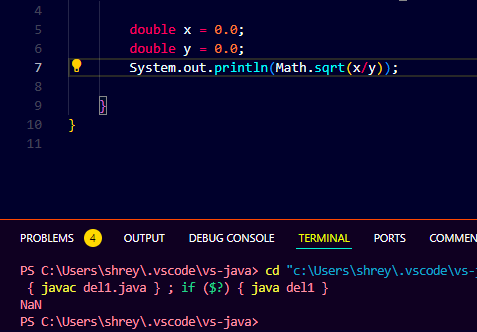 4
5 double x = 0.0;
6 double y = 0.0;
7 System.out.println(Math.sqrt(x/y));
8
9 }
10 }
11
PROBLEMS 4 OUTPUT DEBUG CONSOLE TERMINAL PORTS COMMEN
PS C:\Users\shrey\.vscode\vs-java> cd "c:\Users\shrey\.vscode\vs-j
{ javac del1.java } ; if ($?) { java del1 }
NaN
PS C:\Users\shrey\.vscode\vs-java>